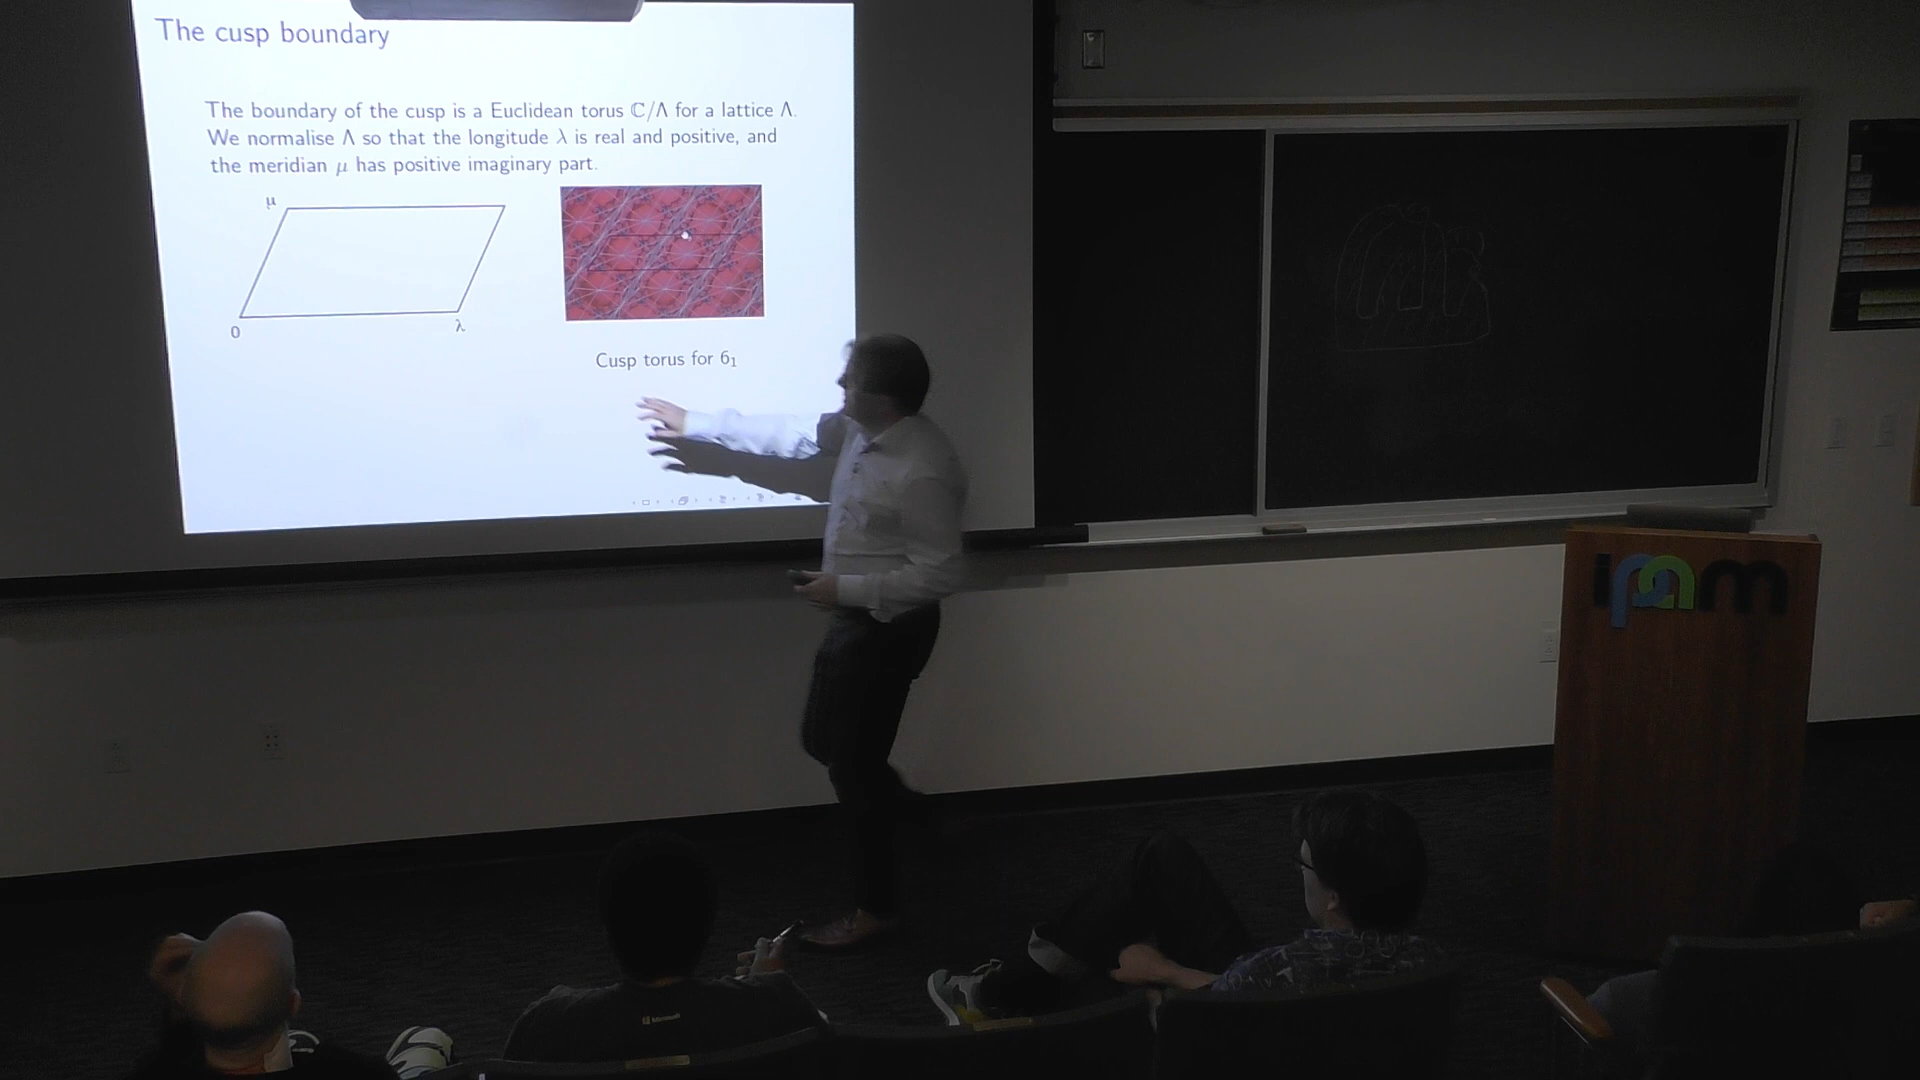 The cusp boundary
The boundary of the cusp is a Euclidean torus ℂ/Λ for a lattice Λ.
We normalise Λ so that the longitude λ is real and positive, and
the meridian μ has positive imaginary part.
μ
0
λ
Cusp torus for 6₁
ipam
Microsoft